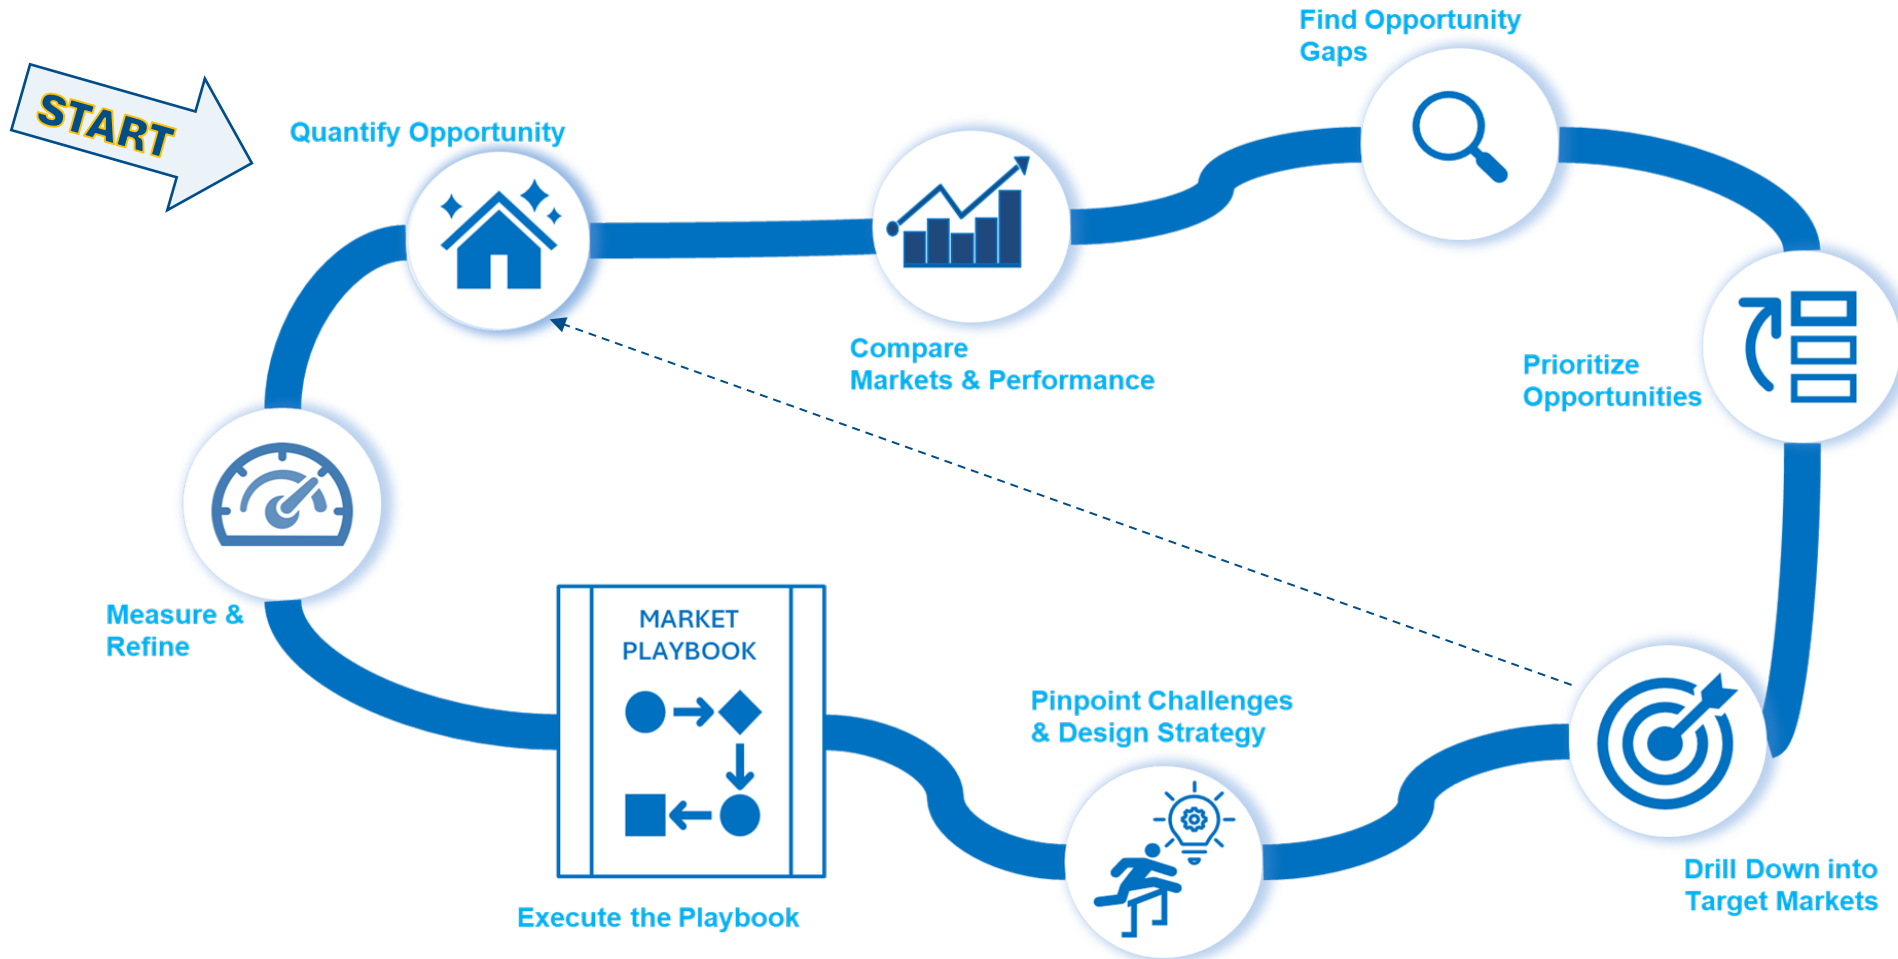 START
Quantify Opportunity
Compare
Markets & Performance
Find Opportunity
Gaps
Prioritize
Opportunities
Drill Down into
Target Markets
Pinpoint Challenges
& Design Strategy
MARKET
PLAYBOOK
Execute the Playbook
Measure &
Refine